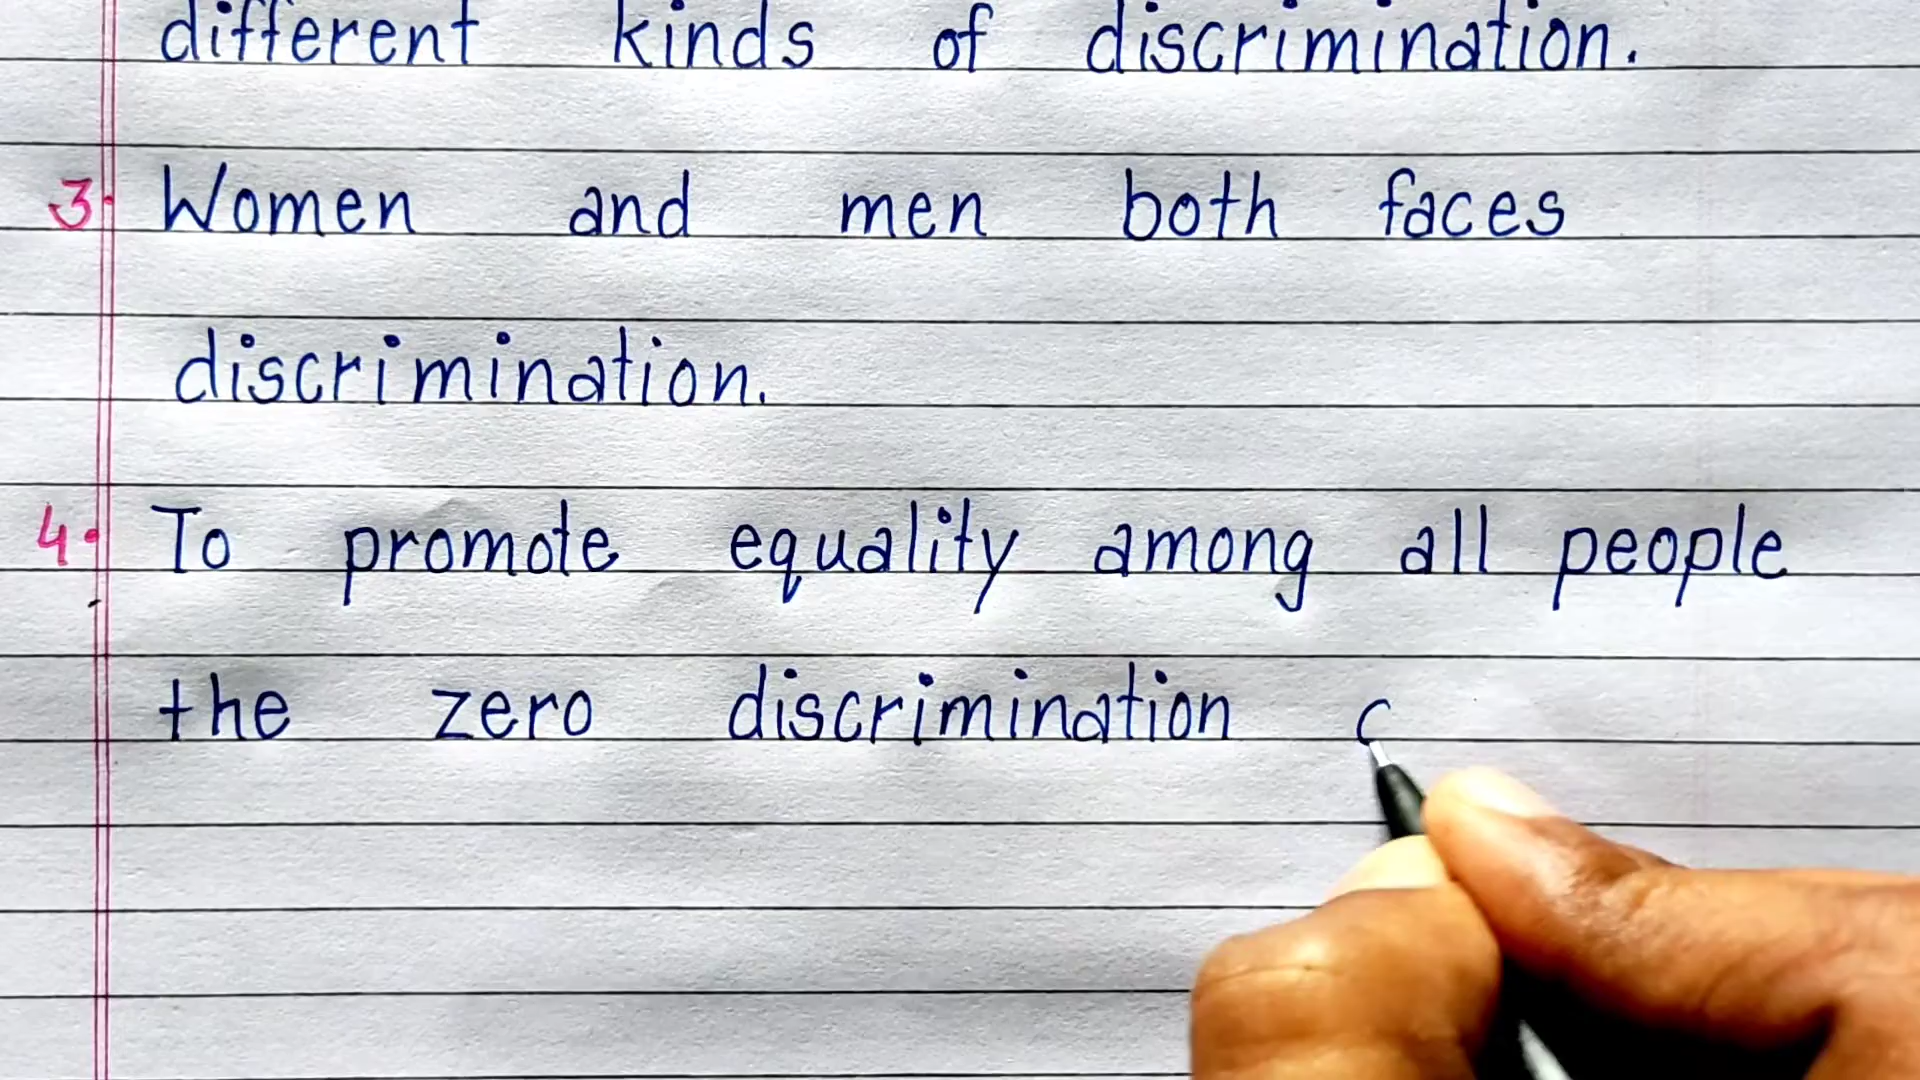 different kinds of discrimination.
3. Women and men both faces
discrimination.
4. To promote equality among all people
the zero discrimination